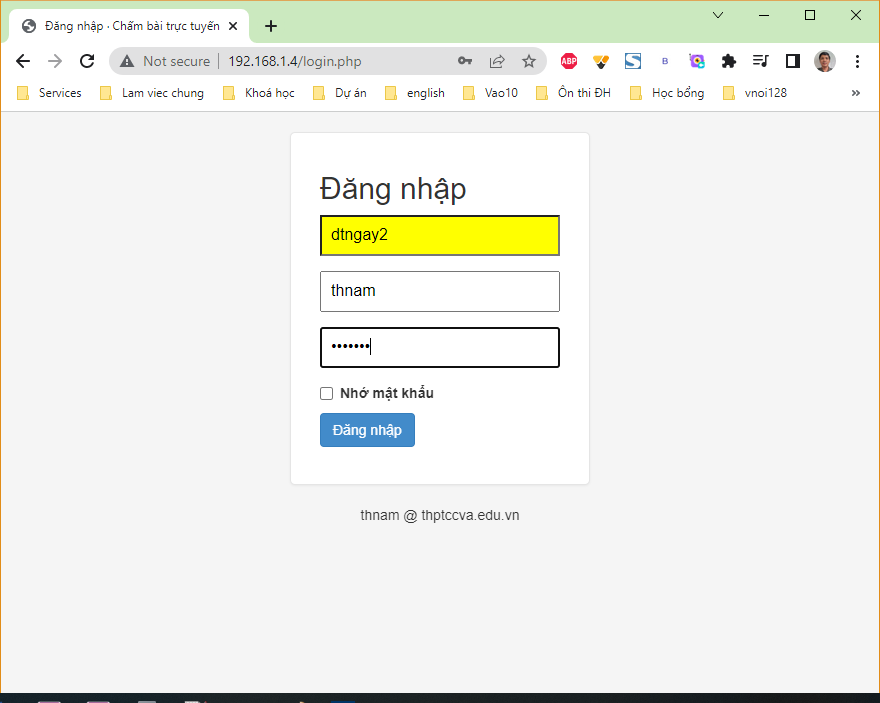 Đăng nhập · Chấm bài trực tuyến
Not secure 192.168.1.4/login.php ABP S B
Services Lam viec chung Khoá học Dự án english Vao10 Ôn thi ĐH Học bổng vnoi128 »
Đăng nhập
dtngay2
thnam
•••••••
Nhớ mật khẩu
Đăng nhập
thnam @ thptccva.edu.vn